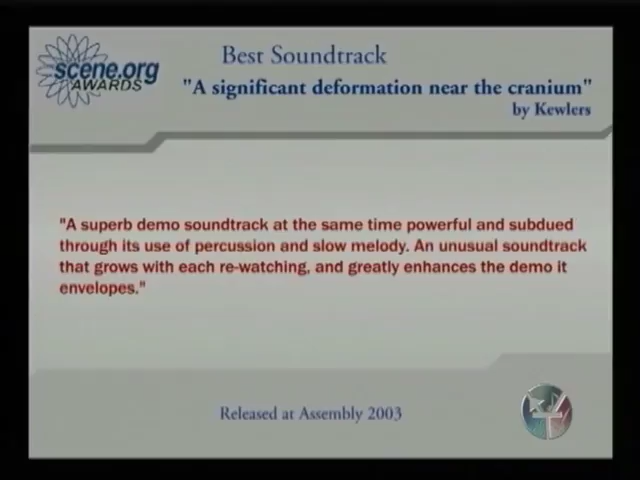 scene.org
AWARDS
Best Soundtrack
"A significant deformation near the cranium"
by Kewlers
"A superb demo soundtrack at the same time powerful and subdued
through its use of percussion and slow melody. An unusual soundtrack
that grows with each re-watching, and greatly enhances the demo it
envelopes."
Released at Assembly 2003